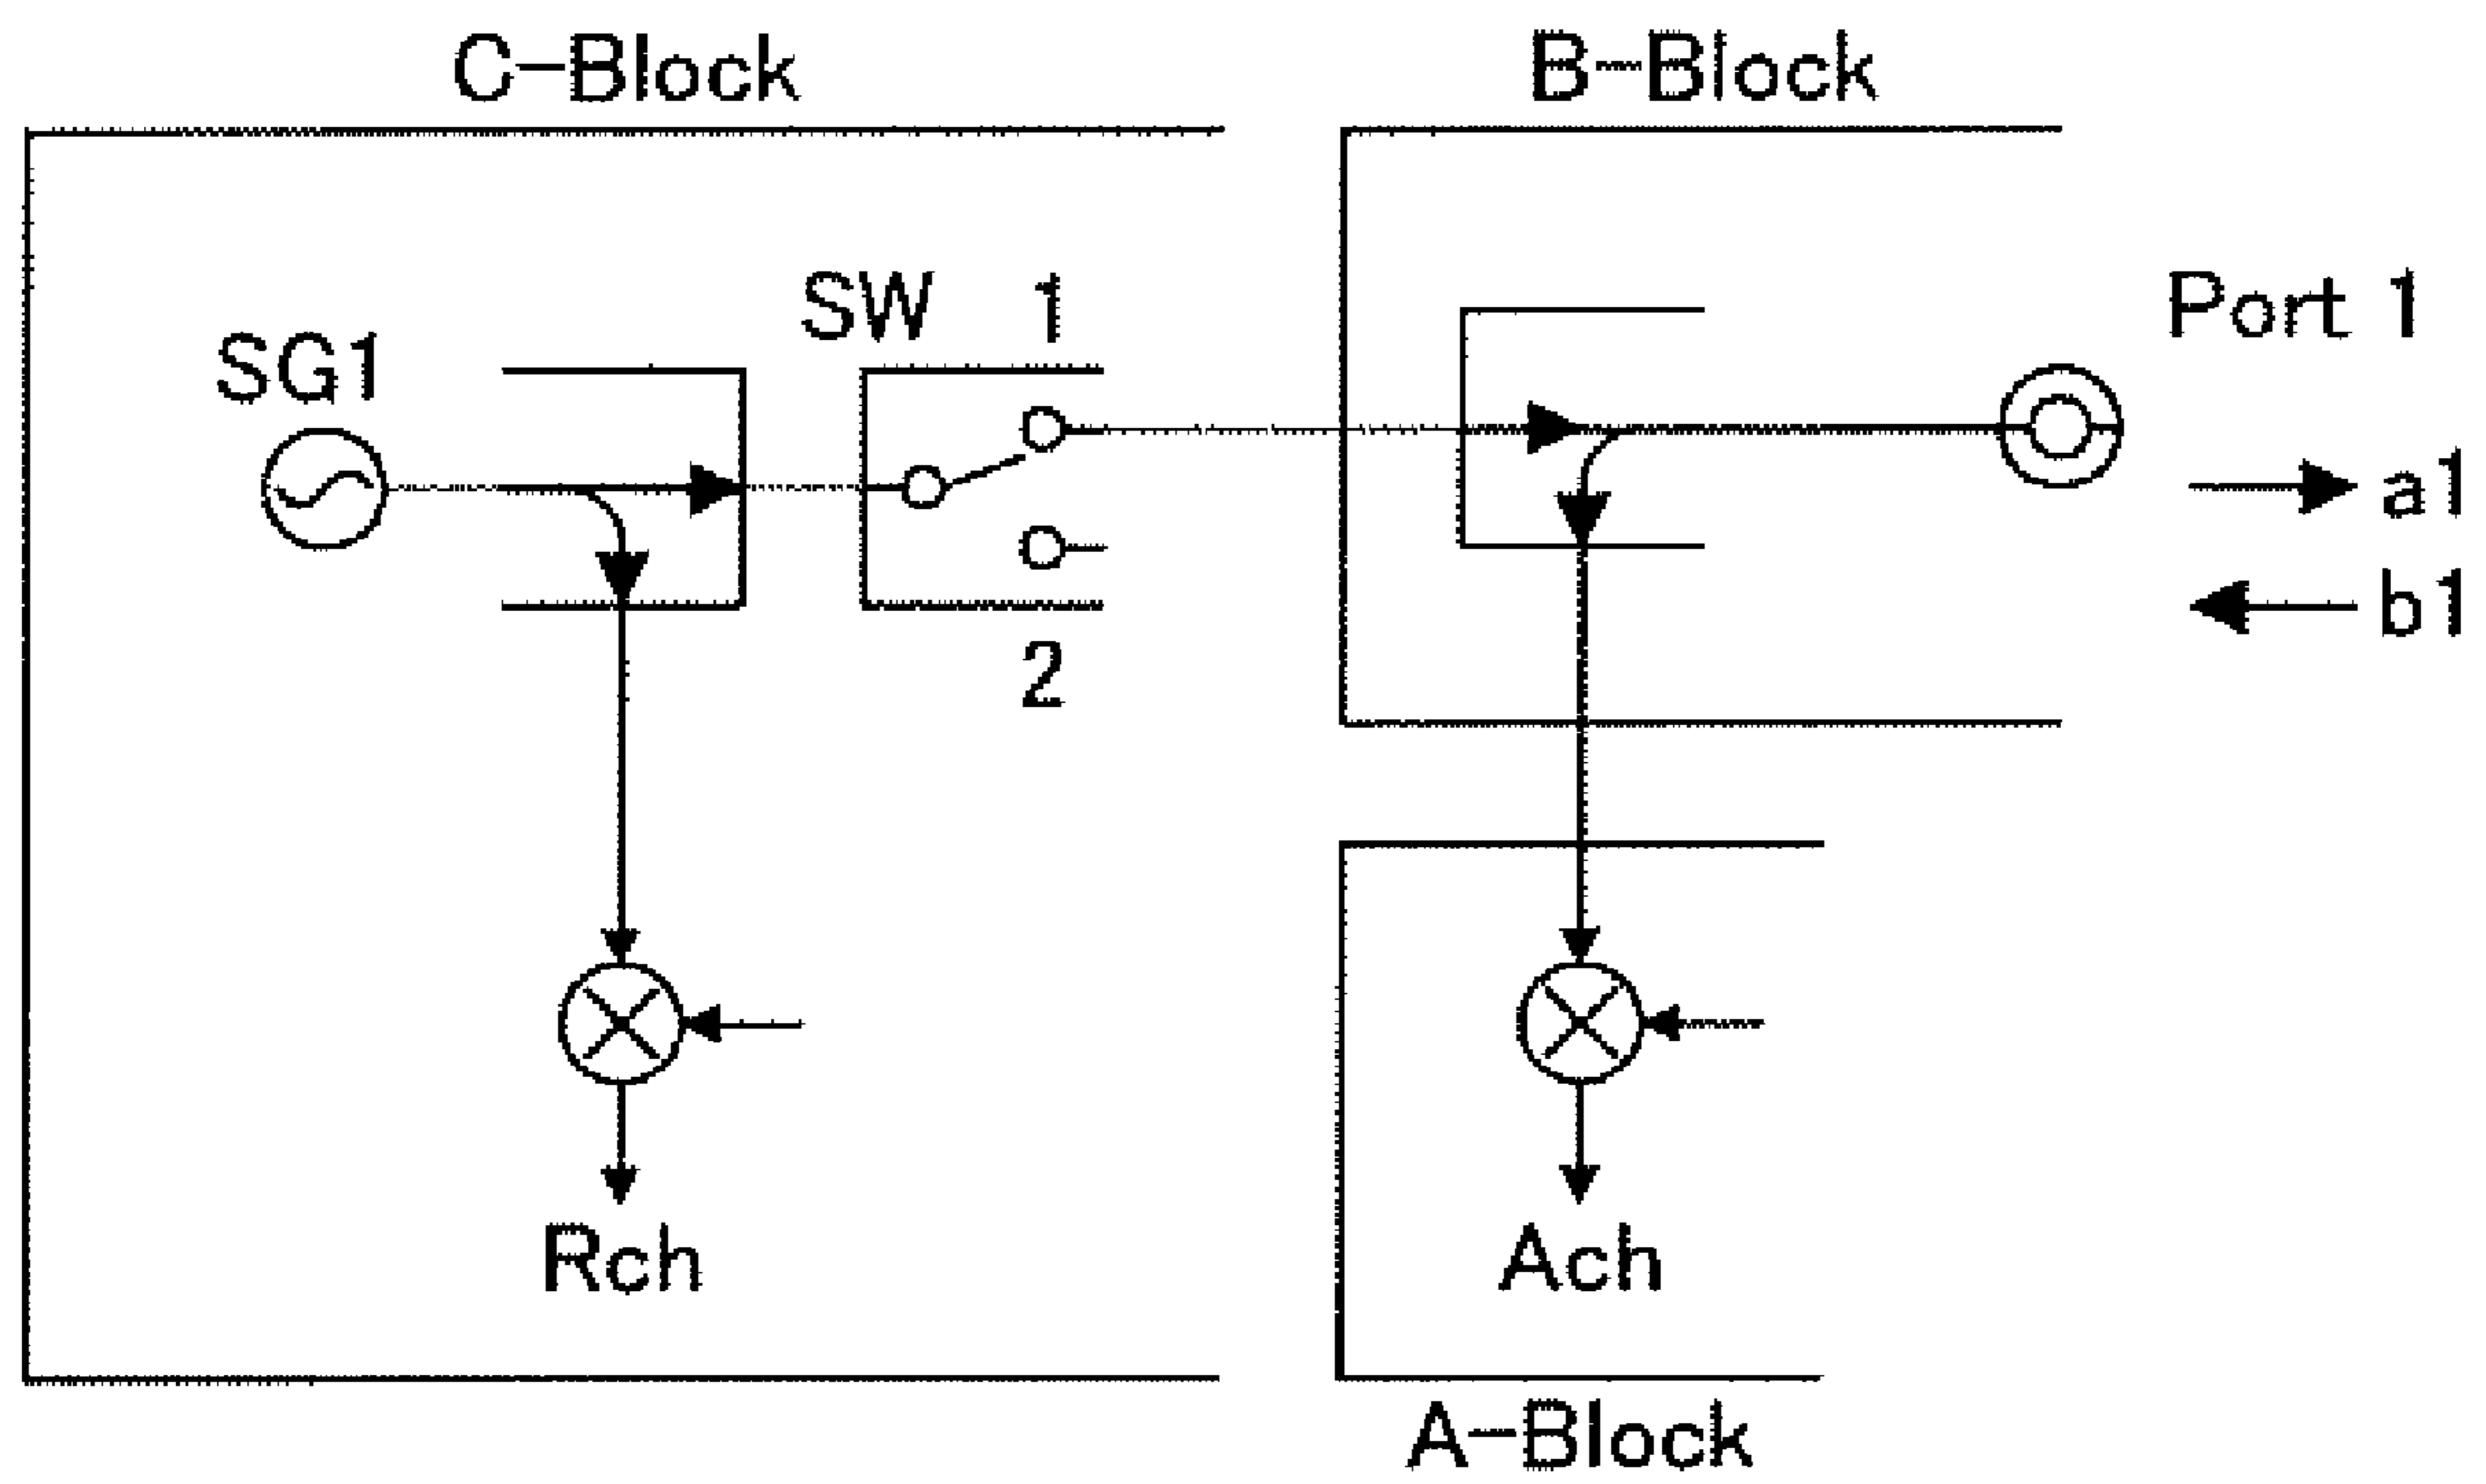 C-Block
B-Block
SG1
SW 1
Port 1
a1
b1
2
Rch
Ach
A-Block